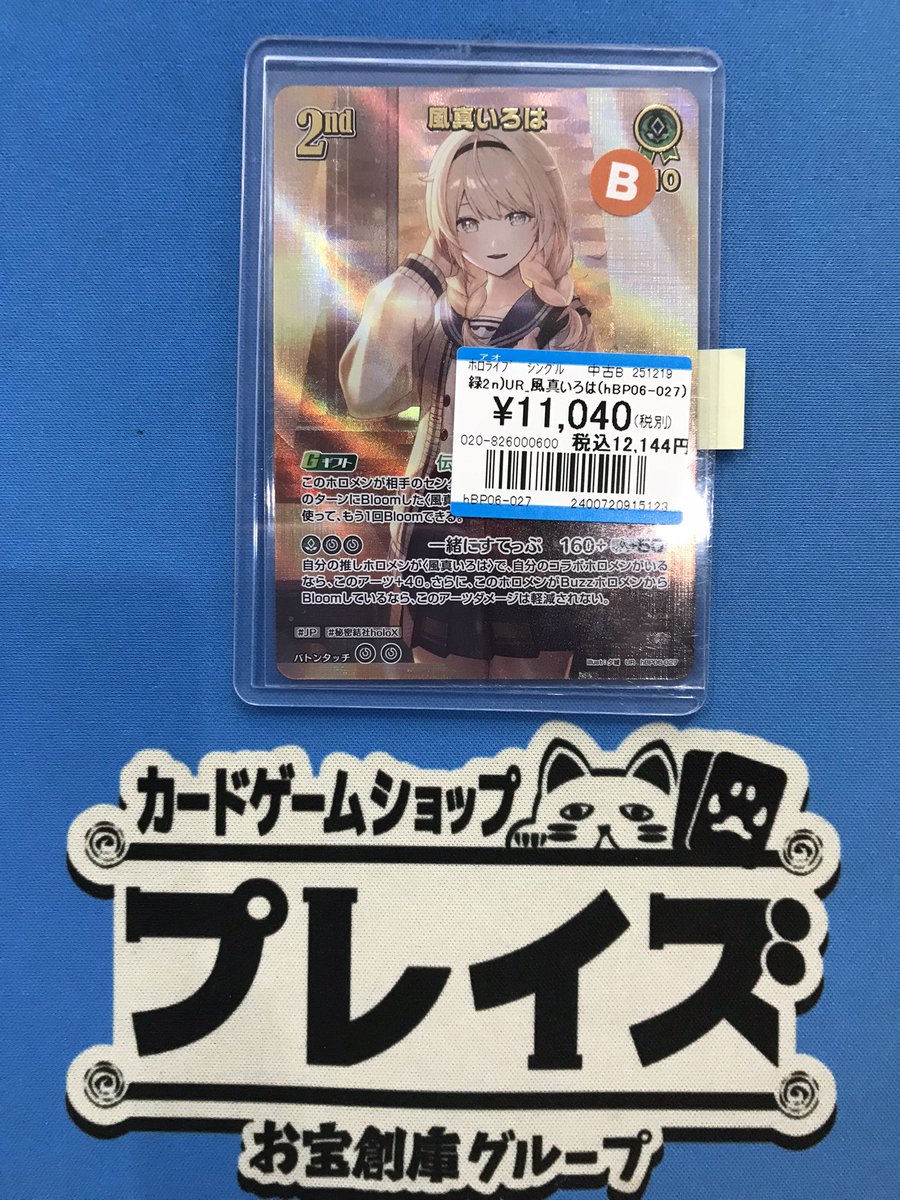 2nd
風真いろは
B
10
アオ
ホロライブ シングル 中古B 251219
緑2n)UR_風真いろは(hBP06-027)
¥11,040(税別)
020-826000600 税込12,144円
hBP06-027 2400720915123
Gギフト 伝
このホロメンが相手のセンタ
のターンにBloomした〈風真
使って、もう1回Bloomできる。
一緒にすてっぷ 160+ +50
自分の推しホロメンが〈風真いろは〉で、自分のコラボホロメンがいる
なら、このアーツ+40。さらに、このホロメンがBuzzホロメンから
Bloomしているなら、このアーツダメージは軽減されない。
#JP #秘密結社holoX
バトンタッチ
UR hBP06-027
カードゲームショップ
プレイズ
お宝創庫グループ